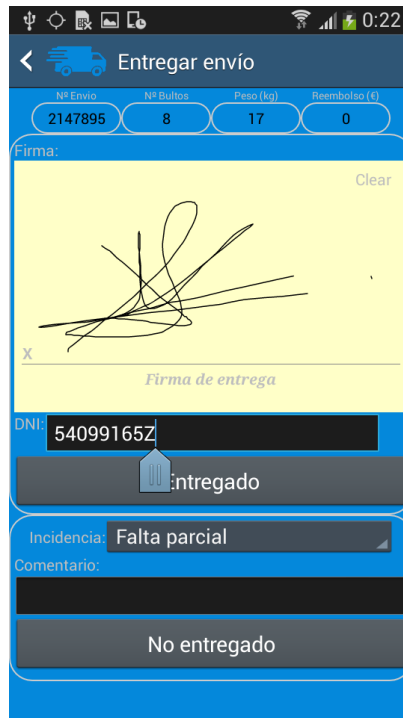 0:22
Entregar envío
Nº Envio Nº Bultos Peso (kg) Reembolso (€)
2147895 8 17 0
Firma:
Clear
X
Firma de entrega
DNI: 54099165Z
Entregado
Incidencia: Falta parcial
Comentario:
No entregado